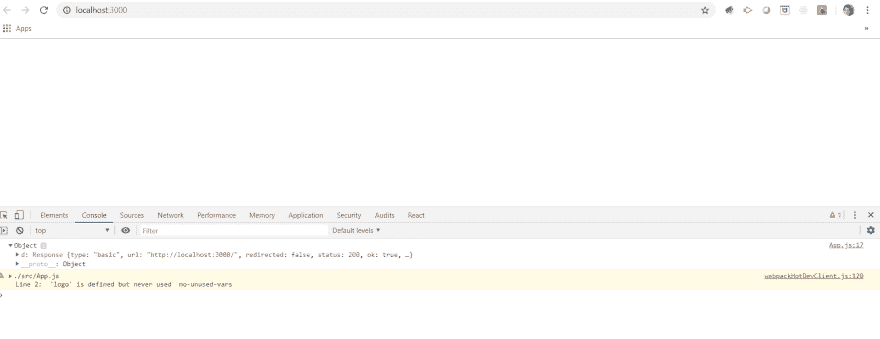 localhost:3000
Apps
»
Elements Console Sources Network Performance Memory Application Security Audits React 1
top Filter Default levels
Object App.js:17
d: Response {type: "basic", url: "http://localhost:3000/", redirected: false, status: 200, ok: true, …}
__proto__: Object
./src/App.js webpackHotDevClient.js:120
Line 2: 'logo' is defined but never used no-unused-vars